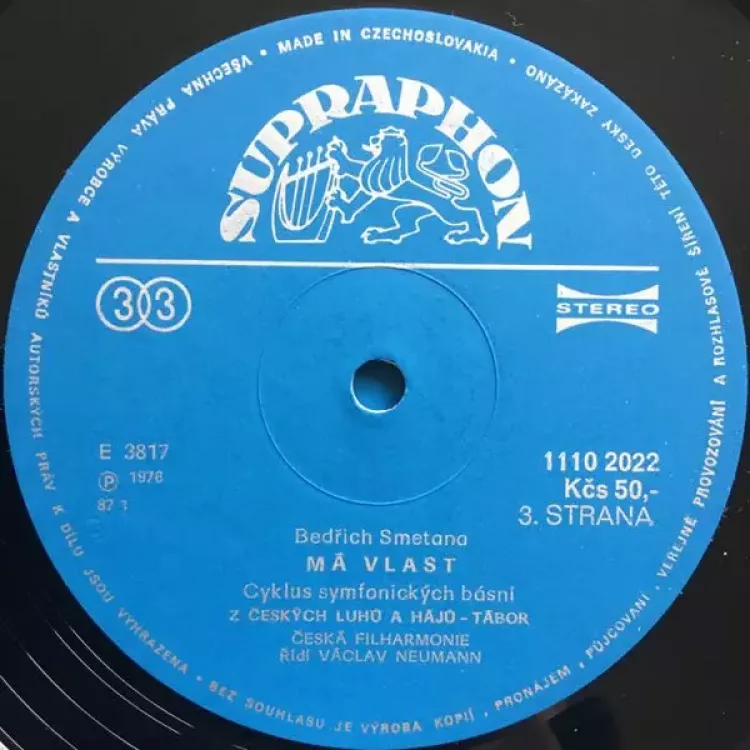 MADE IN CZECHOSLOVAKIA • ZAKÁZÁNO
VŠECHNA PRÁVA VÝROBCE A VLASTNÍKŮ AUTORSKÝCH PRÁV K DÍLU JSOU VYHRAZENA • BEZ SOUHLASU JE VÝROBA KOPIÍ, PRONÁJEM, PŮJČOVÁNÍ, VEŘEJNÉ PROVOZOVÁNÍ A ROZHLASOVÉ ŠÍŘENÍ TÉTO DESKY
SUPRAPHON
33
STEREO
E 3817
Ⓟ 1976
87 1
1110 2022
Kčs 50,-
3. STRANA
Bedřich Smetana
MÁ VLAST
Cyklus symfonických básní
Z ČESKÝCH LUHŮ A HÁJŮ - TÁBOR
ČESKÁ FILHARMONIE
Řídí VÁCLAV NEUMANN